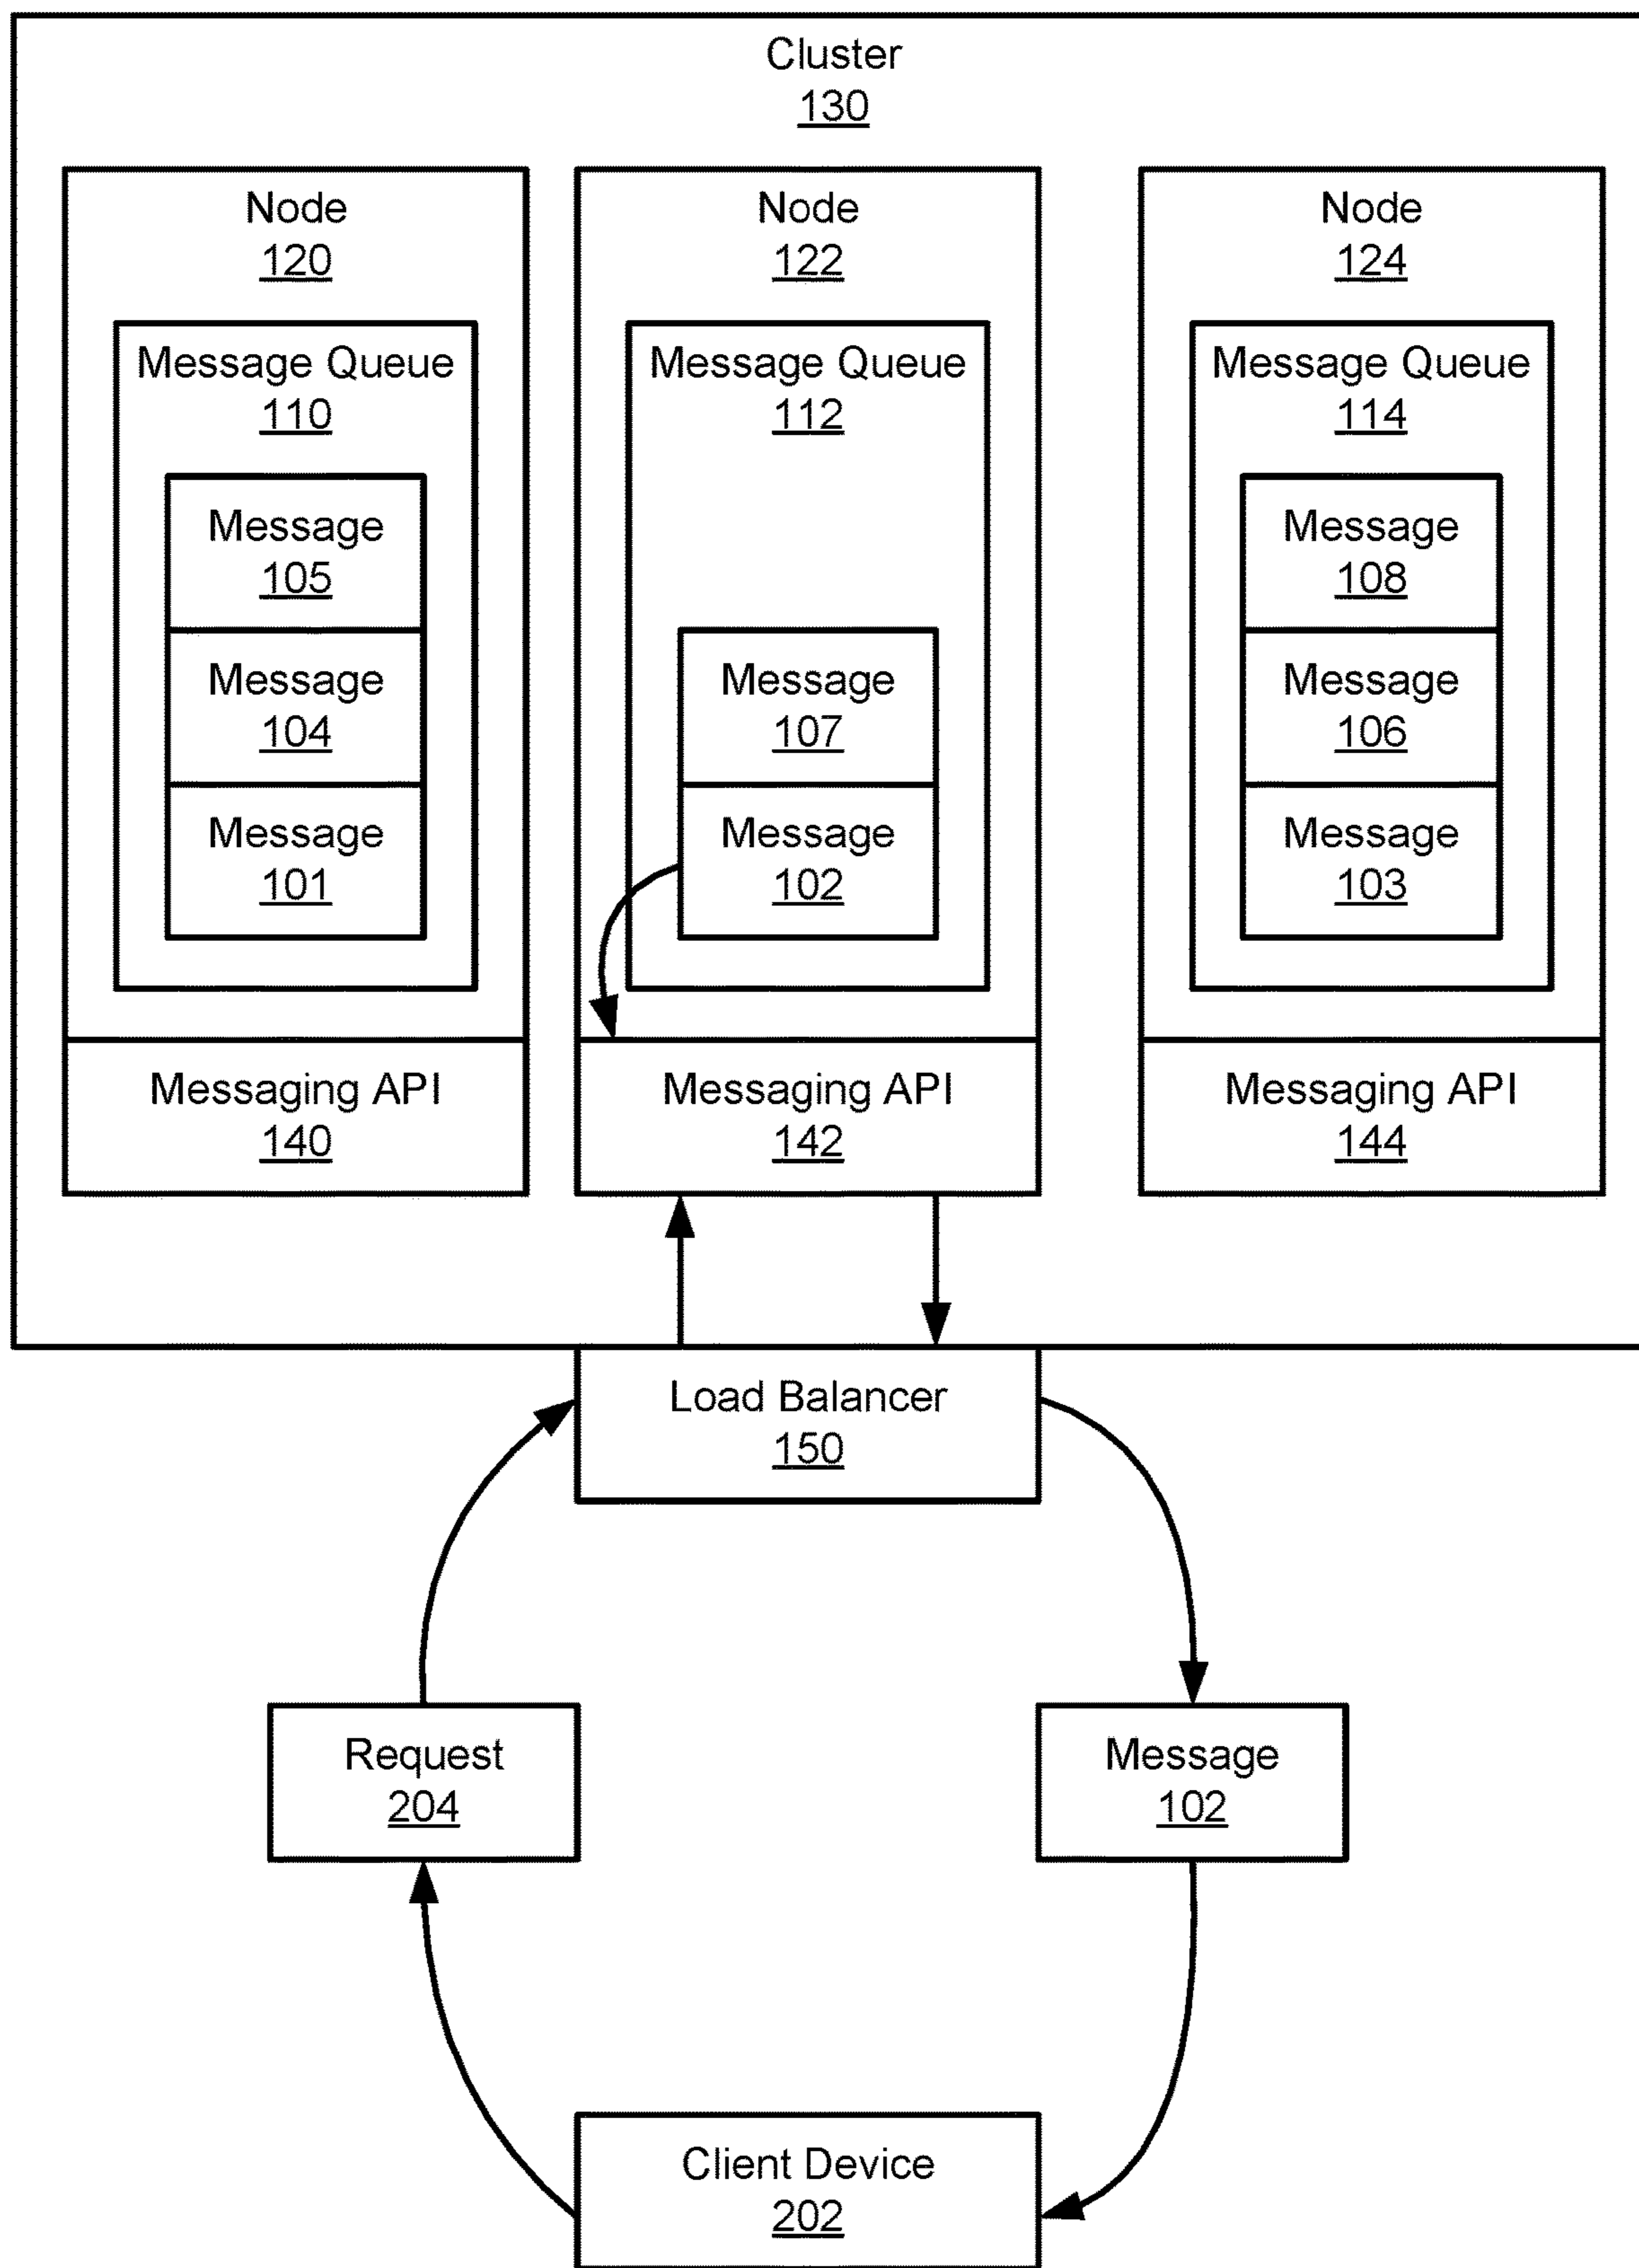 Cluster
130
Node
120
Message Queue
110
Message
105
Message
104
Message
101
Messaging API
140
Node
122
Message Queue
112
Message
107
Message
102
Messaging API
142
Node
124
Message Queue
114
Message
108
Message
106
Message
103
Messaging API
144
Load Balancer
150
Request
204
Message
102
Client Device
202